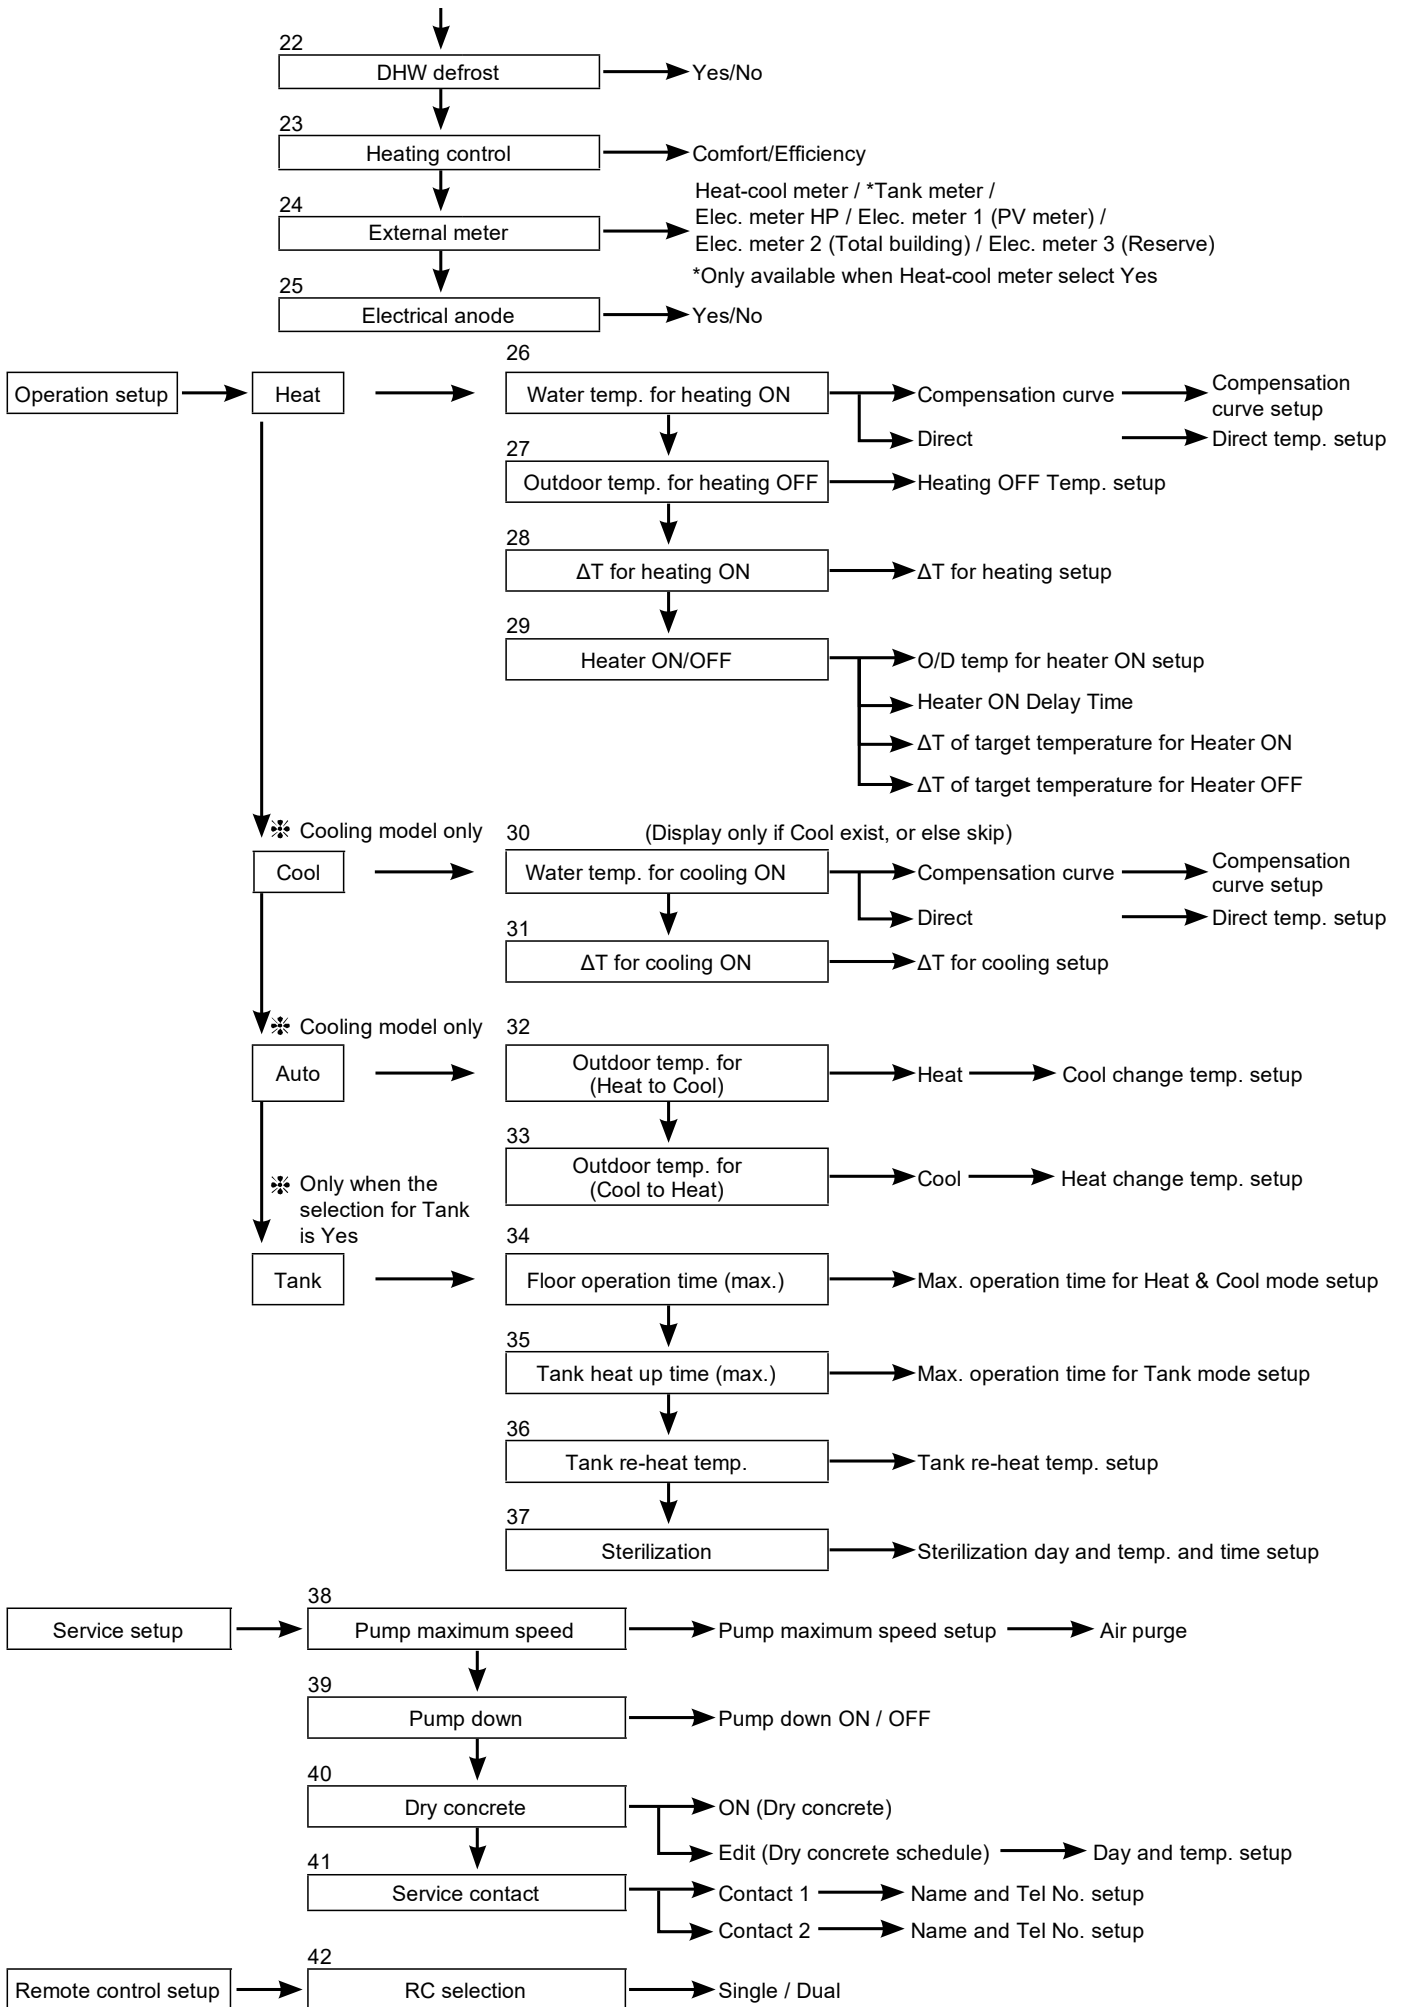 22
DHW defrost
Yes/No
23
Heating control
Comfort/Efficiency
24
External meter
Heat-cool meter / *Tank meter /
Elec. meter HP / Elec. meter 1 (PV meter) /
Elec. meter 2 (Total building) / Elec. meter 3 (Reserve)
*Only available when Heat-cool meter select Yes
25
Electrical anode
Yes/No
Operation setup
Heat
26
Water temp. for heating ON
Compensation curve
Compensation
curve setup
Direct
Direct temp. setup
27
Outdoor temp. for heating OFF
Heating OFF Temp. setup
28
ΔT for heating ON
ΔT for heating setup
29
Heater ON/OFF
O/D temp for heater ON setup
Heater ON Delay Time
ΔT of target temperature for Heater ON
ΔT of target temperature for Heater OFF
※ Cooling model only
Cool
30
(Display only if Cool exist, or else skip)
Water temp. for cooling ON
Compensation curve
Compensation
curve setup
Direct
Direct temp. setup
31
ΔT for cooling ON
ΔT for cooling setup
※ Cooling model only
Auto
32
Outdoor temp. for
(Heat to Cool)
Heat
Cool change temp. setup
33
Outdoor temp. for
(Cool to Heat)
Cool
Heat change temp. setup
※ Only when the
selection for Tank
is Yes
Tank
34
Floor operation time (max.)
Max. operation time for Heat & Cool mode setup
35
Tank heat up time (max.)
Max. operation time for Tank mode setup
36
Tank re-heat temp.
Tank re-heat temp. setup
37
Sterilization
Sterilization day and temp. and time setup
Service setup
38
Pump maximum speed
Pump maximum speed setup
Air purge
39
Pump down
Pump down ON / OFF
40
Dry concrete
ON (Dry concrete)
Edit (Dry concrete schedule)
Day and temp. setup
41
Service contact
Contact 1
Name and Tel No. setup
Contact 2
Name and Tel No. setup
Remote control setup
42
RC selection
Single / Dual